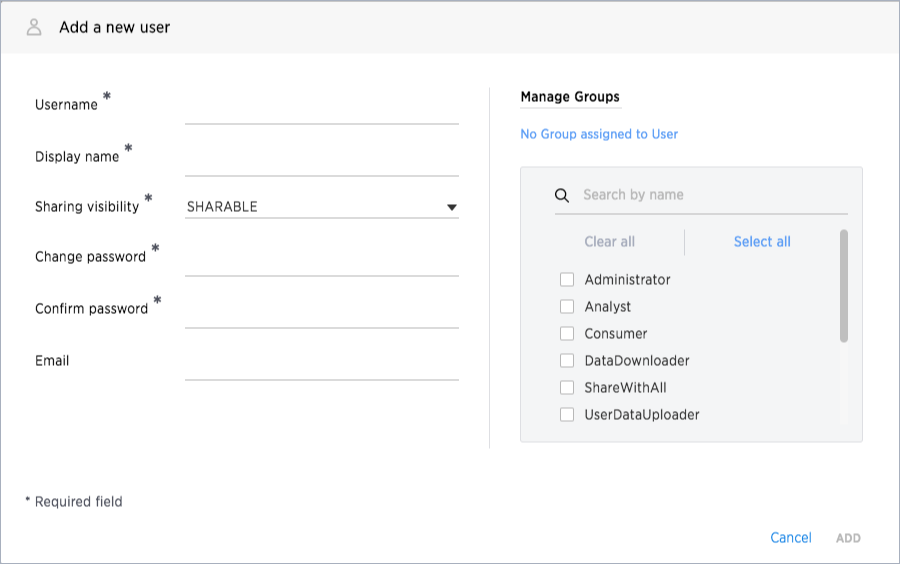 Add a new user
Username *
Display name *
Sharing visibility *
SHARABLE
Change password *
Confirm password *
Email
Manage Groups
No Group assigned to User
Search by name
Clear all
Select all
Administrator
Analyst
Consumer
DataDownloader
ShareWithAll
UserDataUploader
* Required field
Cancel
ADD